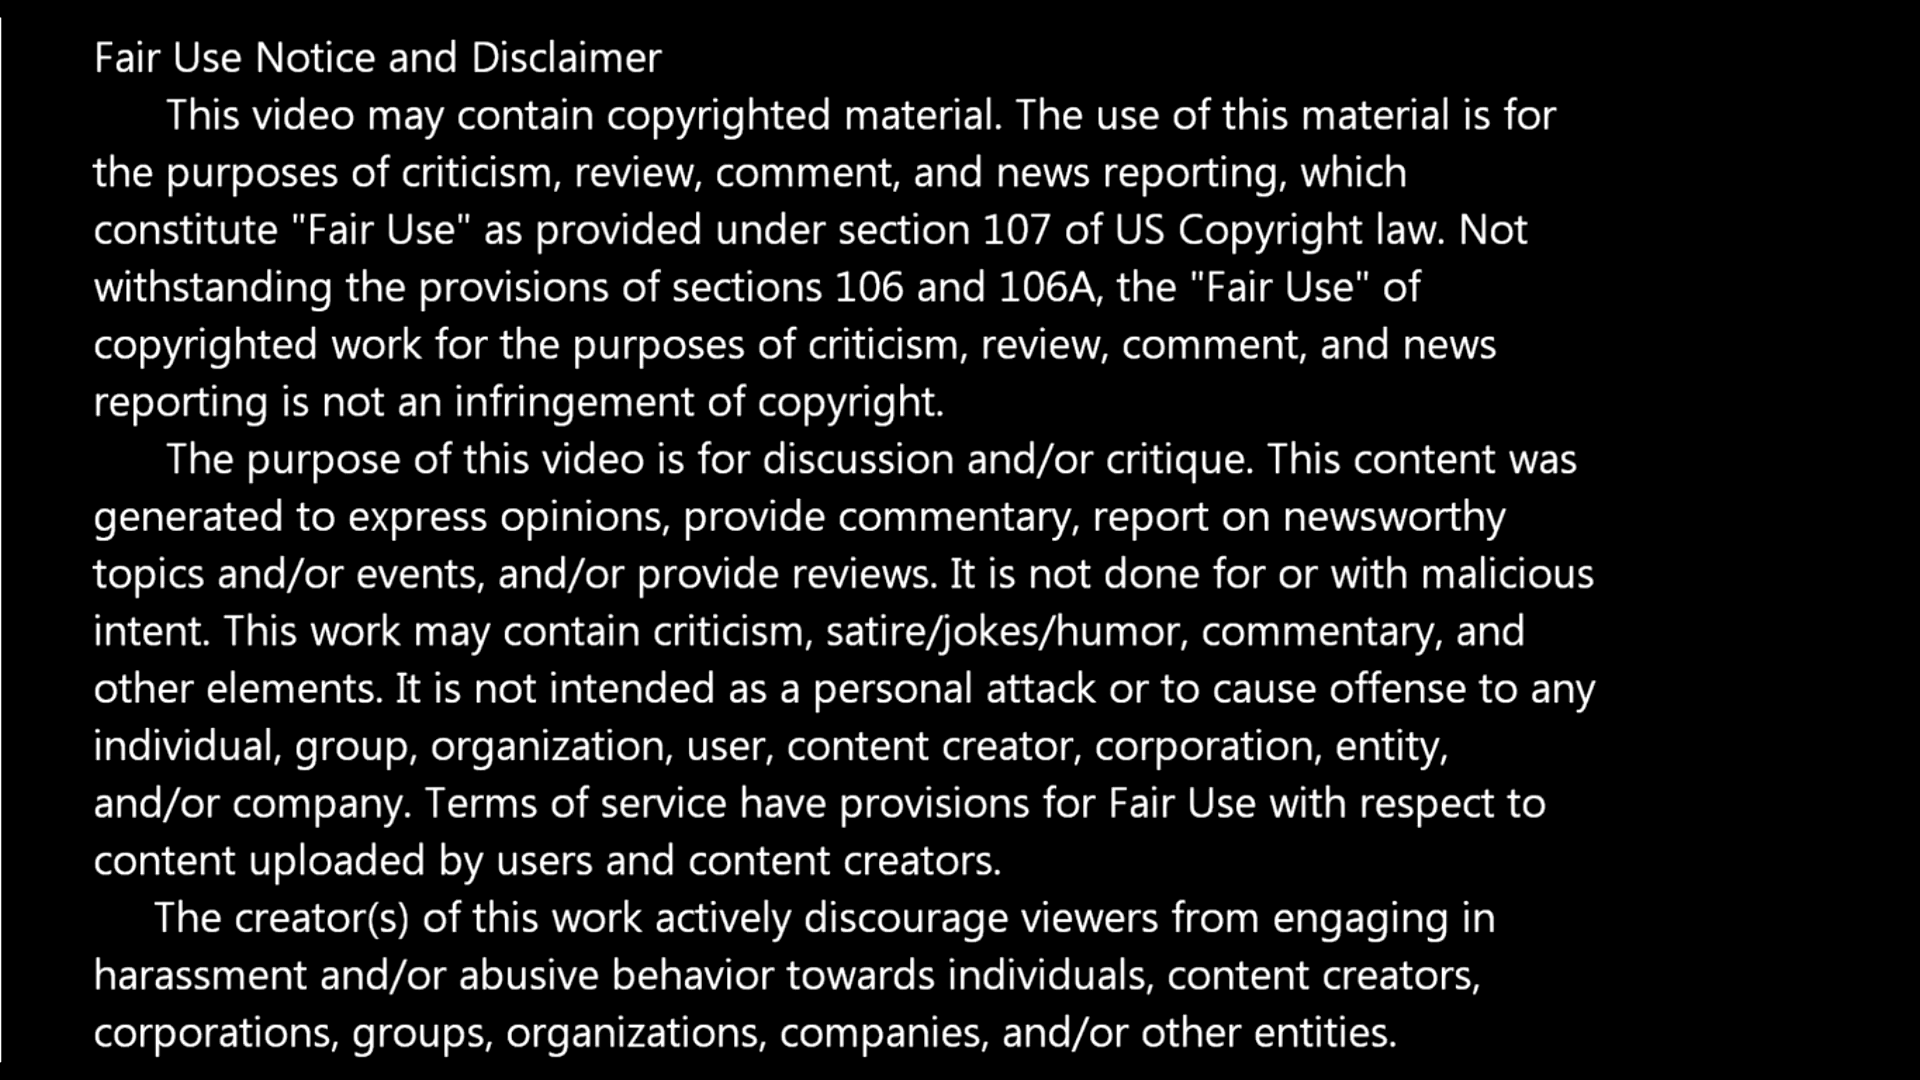 Fair Use Notice and Disclaimer
This video may contain copyrighted material. The use of this material is for
the purposes of criticism, review, comment, and news reporting, which
constitute "Fair Use" as provided under section 107 of US Copyright law. Not
withstanding the provisions of sections 106 and 106A, the "Fair Use" of
copyrighted work for the purposes of criticism, review, comment, and news
reporting is not an infringement of copyright.
The purpose of this video is for discussion and/or critique. This content was
generated to express opinions, provide commentary, report on newsworthy
topics and/or events, and/or provide reviews. It is not done for or with malicious
intent. This work may contain criticism, satire/jokes/humor, commentary, and
other elements. It is not intended as a personal attack or to cause offense to any
individual, group, organization, user, content creator, corporation, entity,
and/or company. Terms of service have provisions for Fair Use with respect to
content uploaded by users and content creators.
The creator(s) of this work actively discourage viewers from engaging in
harassment and/or abusive behavior towards individuals, content creators,
corporations, groups, organizations, companies, and/or other entities.